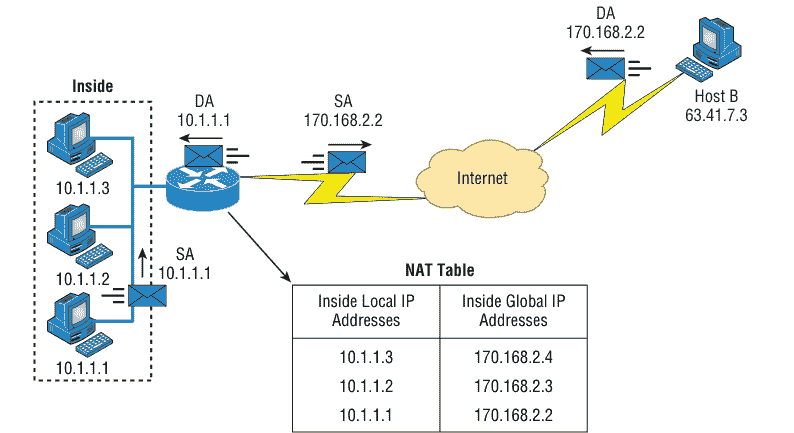 DA
170.168.2.2
Host B
63.41.7.3
Inside
DA
10.1.1.1
SA
170.168.2.2
Internet
10.1.1.3
10.1.1.2
SA
10.1.1.1
10.1.1.1
NAT Table
Inside Local IP Addresses
Inside Global IP Addresses
10.1.1.3 170.168.2.4
10.1.1.2 170.168.2.3
10.1.1.1 170.168.2.2